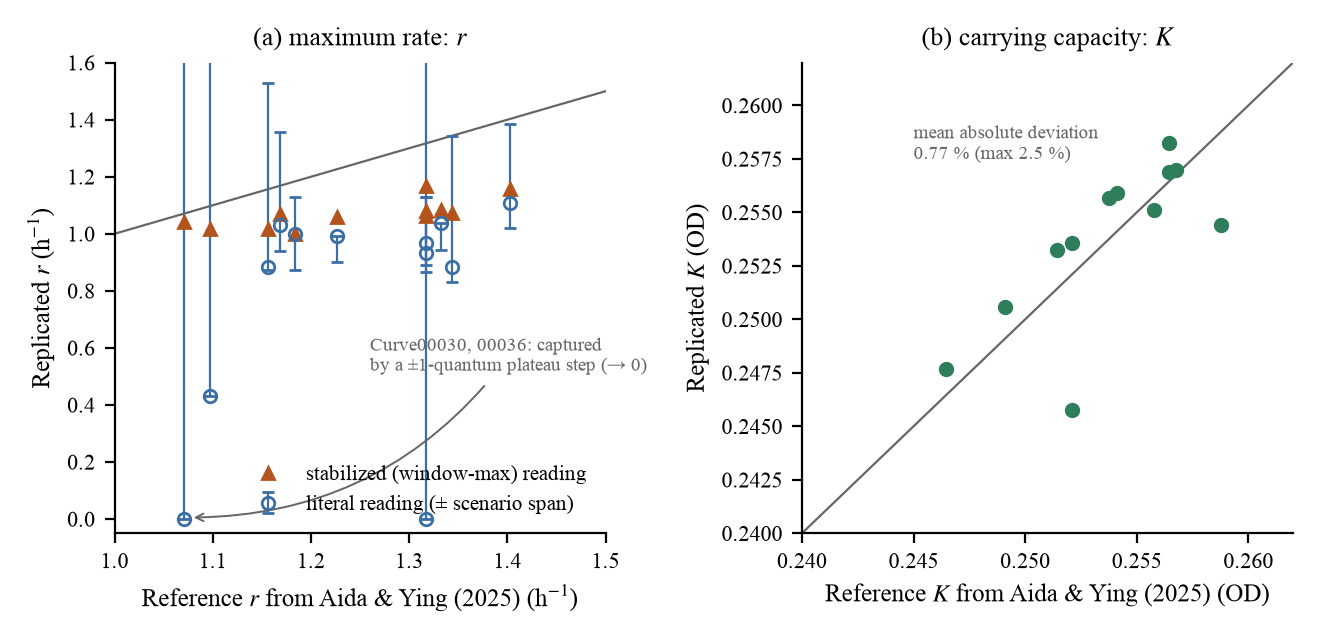 (a) maximum rate: r
1.6
1.4
1.2
1.0
0.8
0.6
0.4
0.2
0.0
Replicated r (h⁻¹)
Curve00030, 00036: captured
by a ±1-quantum plateau step (→ 0)
stabilized (window-max) reading
literal reading (± scenario span)
1.0 1.1 1.2 1.3 1.4 1.5
Reference r from Aida & Ying (2025) (h⁻¹)
(b) carrying capacity: K
0.2600
0.2575
0.2550
0.2525
0.2500
0.2475
0.2450
0.2425
0.2400
Replicated K (OD)
mean absolute deviation
0.77 % (max 2.5 %)
0.240 0.245 0.250 0.255 0.260
Reference K from Aida & Ying (2025) (OD)